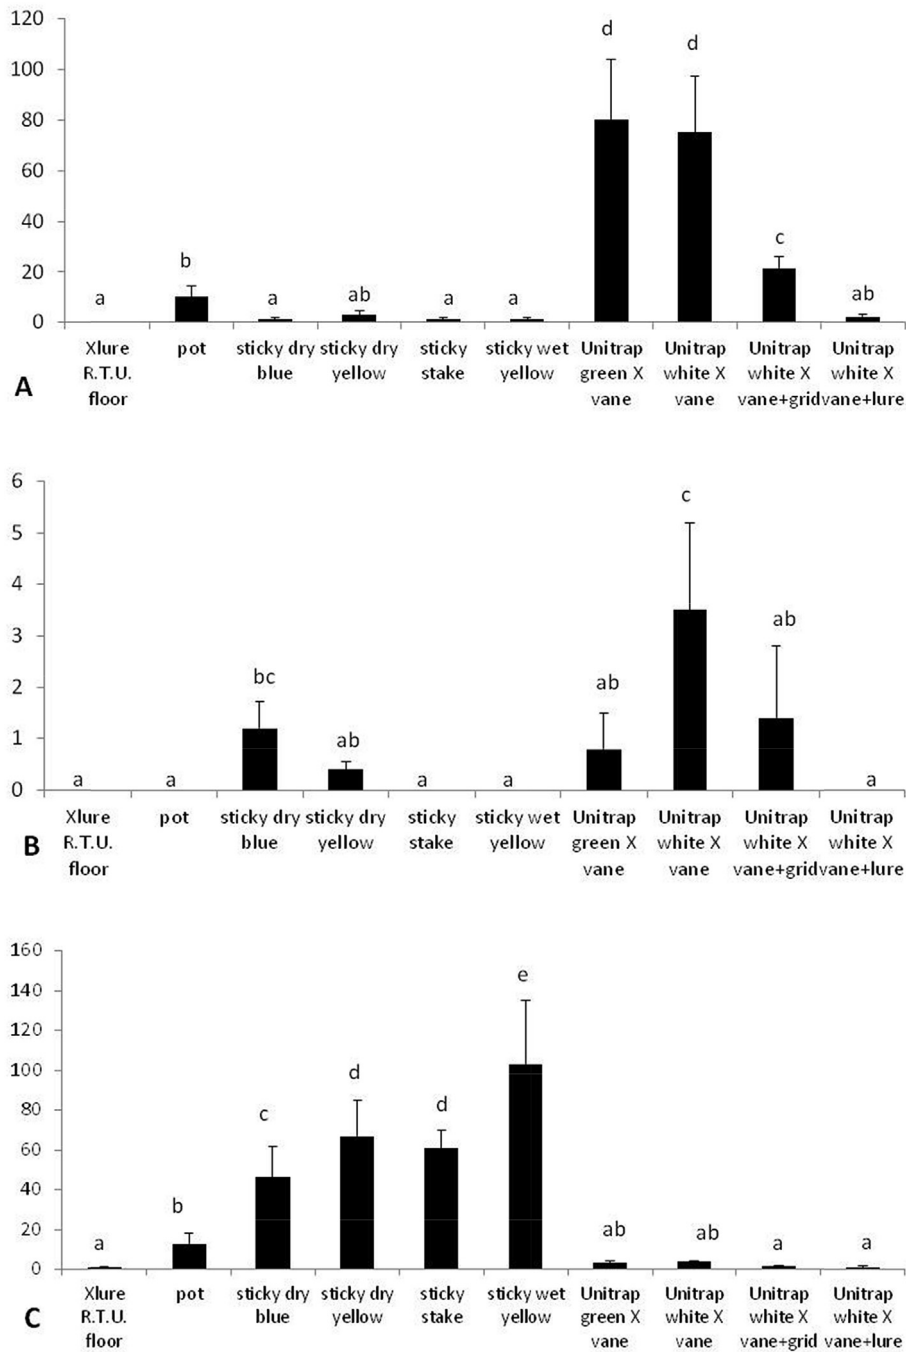 120
100
80
60
40
20
0
a
b
a
ab
a
a
d
d
c
ab
Xlure R.T.U. floor
pot
sticky dry blue
sticky dry yellow
sticky stake
sticky wet yellow
Unitrap green X vane
Unitrap white X vane
Unitrap white X vane+grid
Unitrap white X vane+lure
A
6
5
4
3
2
1
0
a
a
bc
ab
a
a
ab
c
ab
a
Xlure R.T.U. floor
pot
sticky dry blue
sticky dry yellow
sticky stake
sticky wet yellow
Unitrap green X vane
Unitrap white X vane
Unitrap white X vane+grid
Unitrap white X vane+lure
B
160
140
120
100
80
60
40
20
0
a
b
c
d
d
e
ab
ab
a
a
Xlure R.T.U. floor
pot
sticky dry blue
sticky dry yellow
sticky stake
sticky wet yellow
Unitrap green X vane
Unitrap white X vane
Unitrap white X vane+grid
Unitrap white X vane+lure
C